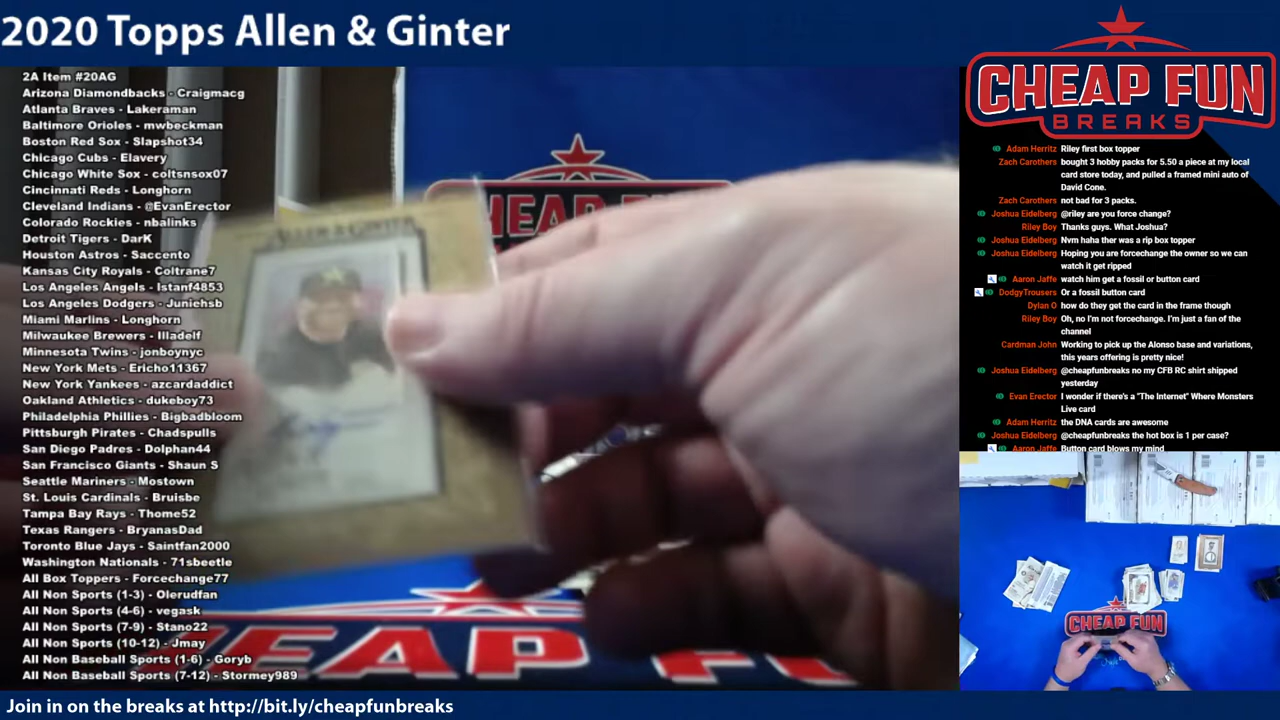 2020 Topps Allen & Ginter
2A Item #20AG
Arizona Diamondbacks - Craigmacg
Atlanta Braves - Lakeraman
Baltimore Orioles - mwbeckman
Boston Red Sox - Slapshot34
Chicago Cubs - Elavery
Chicago White Sox - coltsnsox07
Cincinnati Reds - Longhorn
Cleveland Indians - @EvanErector
Colorado Rockies - nbalinks
Detroit Tigers - DarK
Houston Astros - Saccento
Kansas City Royals - Coltrane7
Los Angeles Angels - Istanf4853
Los Angeles Dodgers - Juniehsb
Miami Marlins - Longhorn
Milwaukee Brewers - Illadelf
Minnesota Twins - jonboynyc
New York Mets - Ericho11367
New York Yankees - azcardaddict
Oakland Athletics - dukeboy73
Philadelphia Phillies - Bigbadbloom
Pittsburgh Pirates - Chadspulls
San Diego Padres - Dolphan44
San Francisco Giants - Shaun S
Seattle Mariners - Mostown
St. Louis Cardinals - Bruisbe
Tampa Bay Rays - Thome52
Texas Rangers - BryanasDad
Toronto Blue Jays - Saintfan2000
Washington Nationals - 71sbeetle
All Box Toppers - Forcechange77
All Non Sports (1-3) - Olerudfan
All Non Sports (4-6) - vegask
All Non Sports (7-9) - Stano22
All Non Sports (10-12) - Jmay
All Non Baseball Sports (1-6) - Goryb
All Non Baseball Sports (7-12) - Stormey989
HEAP
EAP FU
CHEAP FUN
BREAKS
Adam Herritz Riley first box topper
Zach Carothers bought 3 hobby packs for 5.50 a piece at my local
card store today, and pulled a framed mini auto of
David Cone.
Zach Carothers not bad for 3 packs.
Joshua Eidelberg @riley are you force change?
Riley Boy Thanks guys. What Joshua?
Joshua Eidelberg Nvm haha ther was a rip box topper
Joshua Eidelberg Hoping you are forcechange the owner so we can
watch it get ripped
Aaron Jaffe watch him get a fossil or button card
DodgyTrousers Or a fossil button card
Dylan O how do they get the card in the frame though
Riley Boy Oh, no I'm not forcechange. I'm just a fan of the
channel
Cardman John Working to pick up the Alonso base and variations,
this years offering is pretty nice!
Joshua Eidelberg @cheapfunbreaks no my CFB RC shirt shipped
yesterday
Evan Erector I wonder if there's a "The Internet" Where Monsters
Live card
Adam Herritz the DNA cards are awesome
Joshua Eidelberg @cheapfunbreaks the hot box is 1 per case?
Aaron Jaffe Button card blows my mind
CHEAP FUN
Join in on the breaks at http://bit.ly/cheapfunbreaks